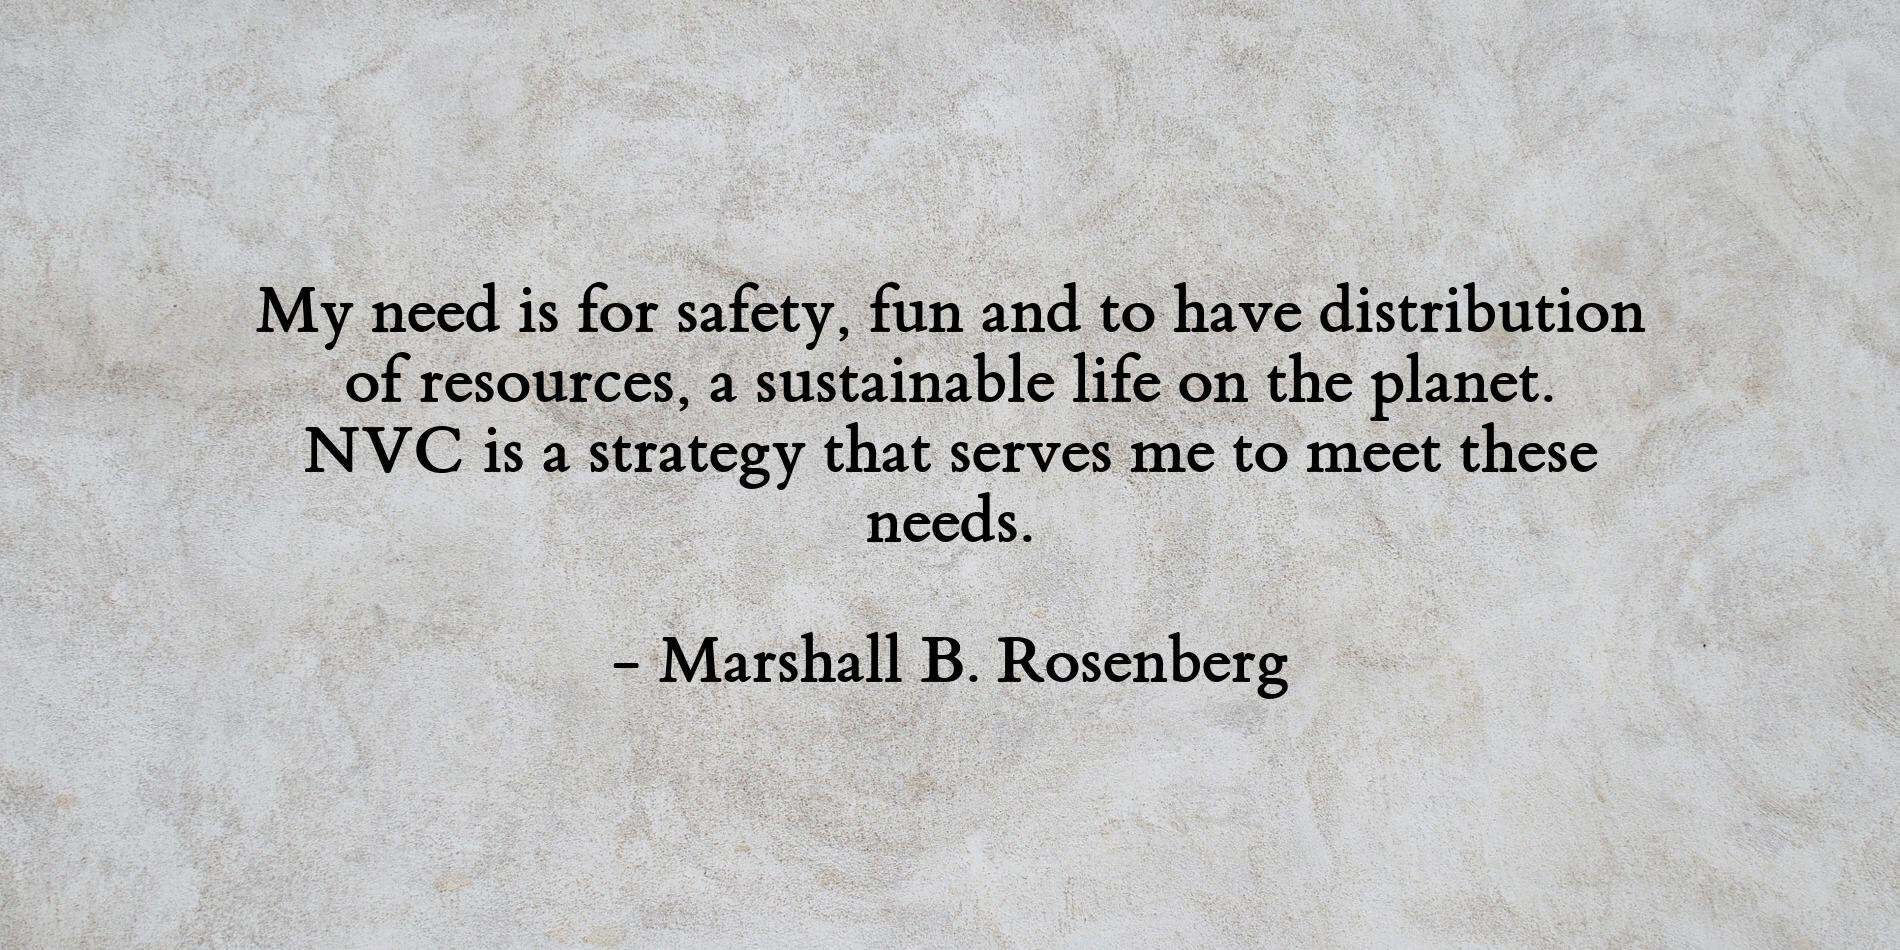 My need is for safety, fun and to have distribution
of resources, a sustainable life on the planet.
NVC is a strategy that serves me to meet these
needs.
– Marshall B. Rosenberg